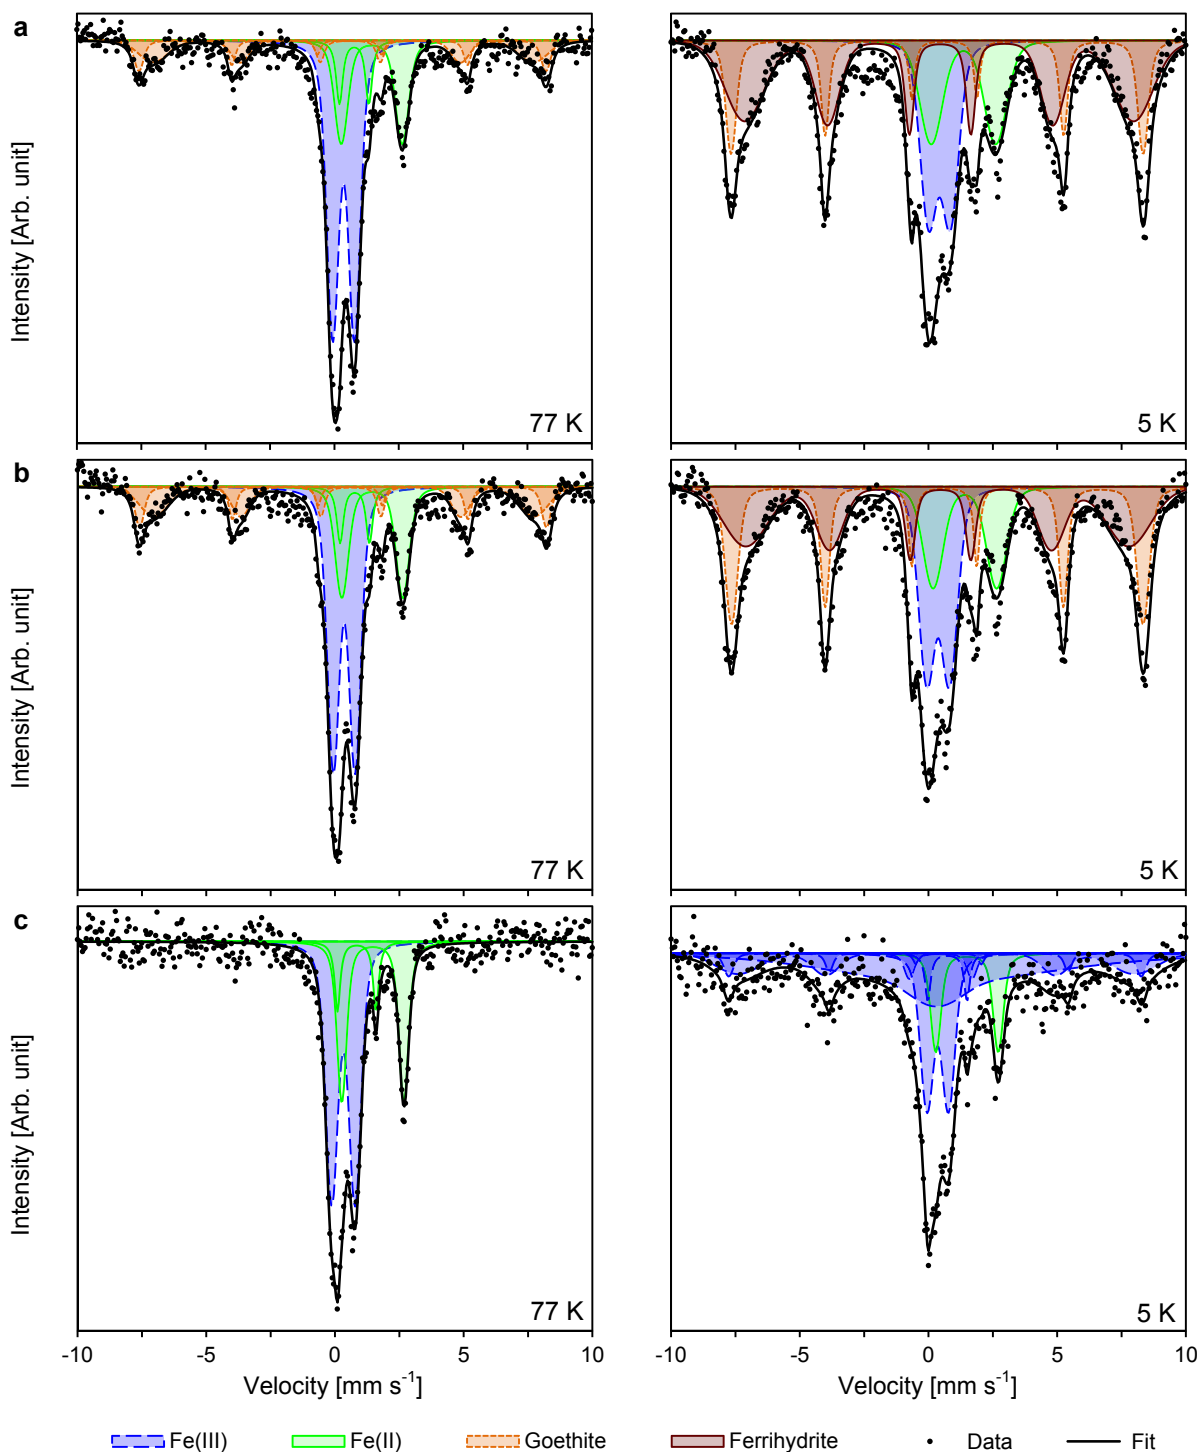 a
Intensity [Arb. unit]
77 K
5 K
b
Intensity [Arb. unit]
77 K
5 K
c
Intensity [Arb. unit]
77 K
5 K
-10 -5 0 5 10
-10 -5 0 5 10
Velocity [mm s⁻¹]
Velocity [mm s⁻¹]
Fe(III) Fe(II) Goethite Ferrihydrite Data Fit